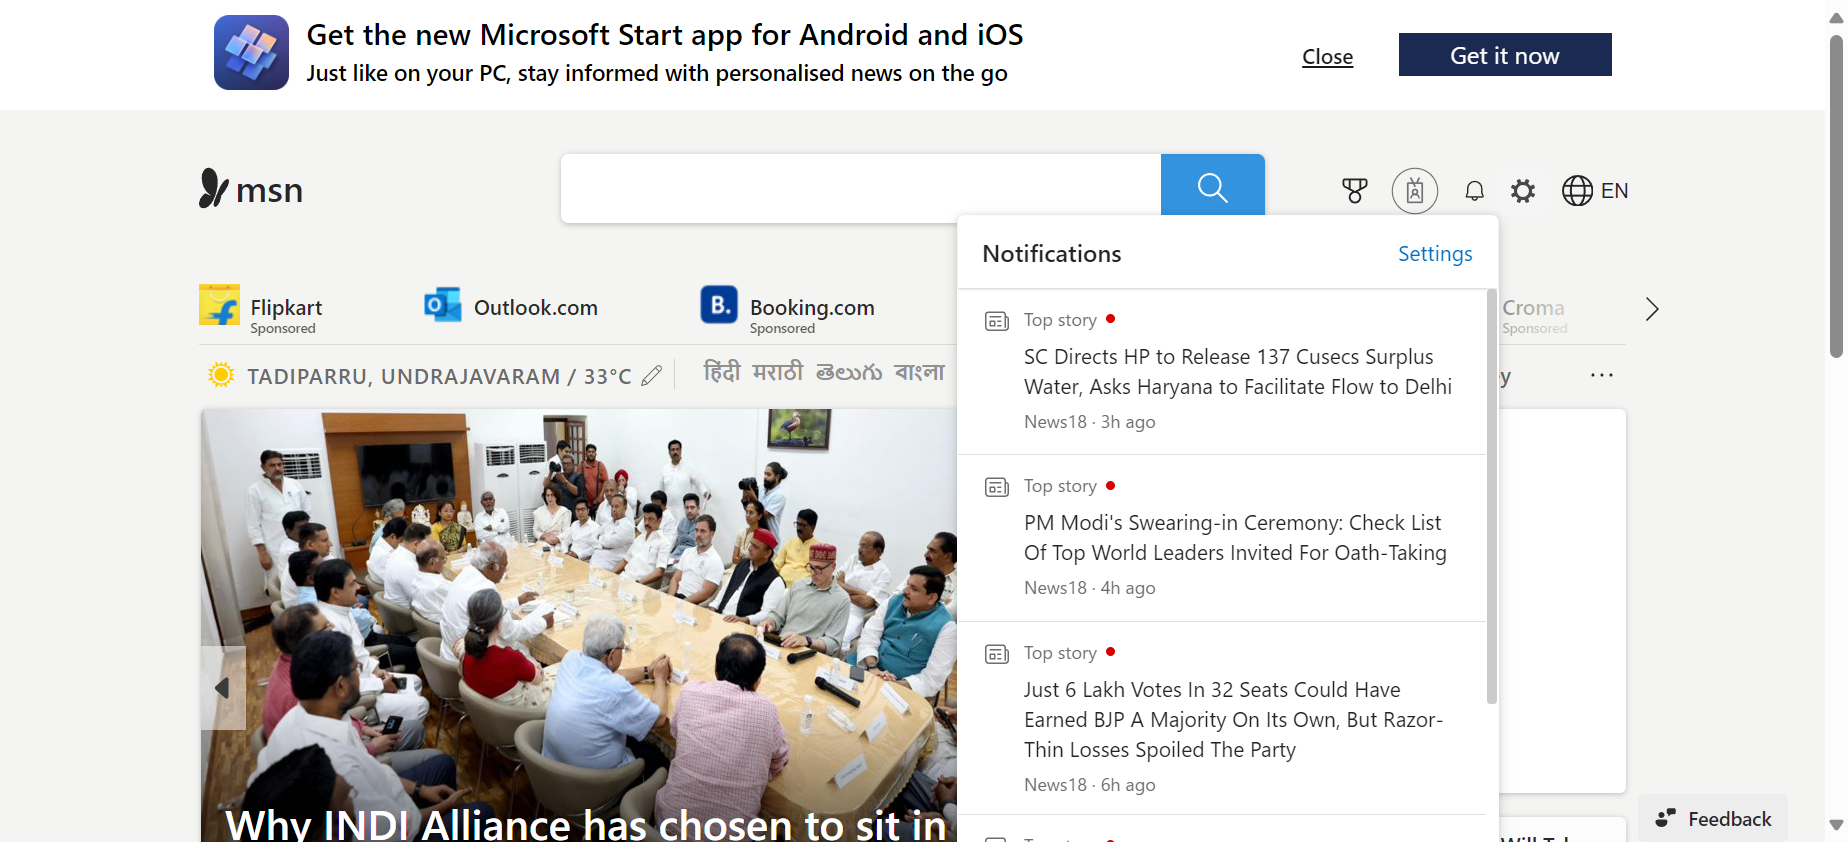 Get the new Microsoft Start app for Android and iOS
Just like on your PC, stay informed with personalised news on the go
Close
Get it now
msn
EN
Notifications
Settings
Flipkart
Sponsored
Outlook.com
B.
Booking.com
Sponsored
Croma
Sponsored
TADIPARRU, UNDRAJAVARAM / 33°C
हिंदी मराठी తెలుగు বাংলা
Top story
SC Directs HP to Release 137 Cusecs Surplus
Water, Asks Haryana to Facilitate Flow to Delhi
News18 · 3h ago
Top story
PM Modi's Swearing-in Ceremony: Check List
Of Top World Leaders Invited For Oath-Taking
News18 · 4h ago
Top story
Just 6 Lakh Votes In 32 Seats Could Have
Earned BJP A Majority On Its Own, But Razor-
Thin Losses Spoiled The Party
News18 · 6h ago
Why INDI Alliance has chosen to sit in
Feedback